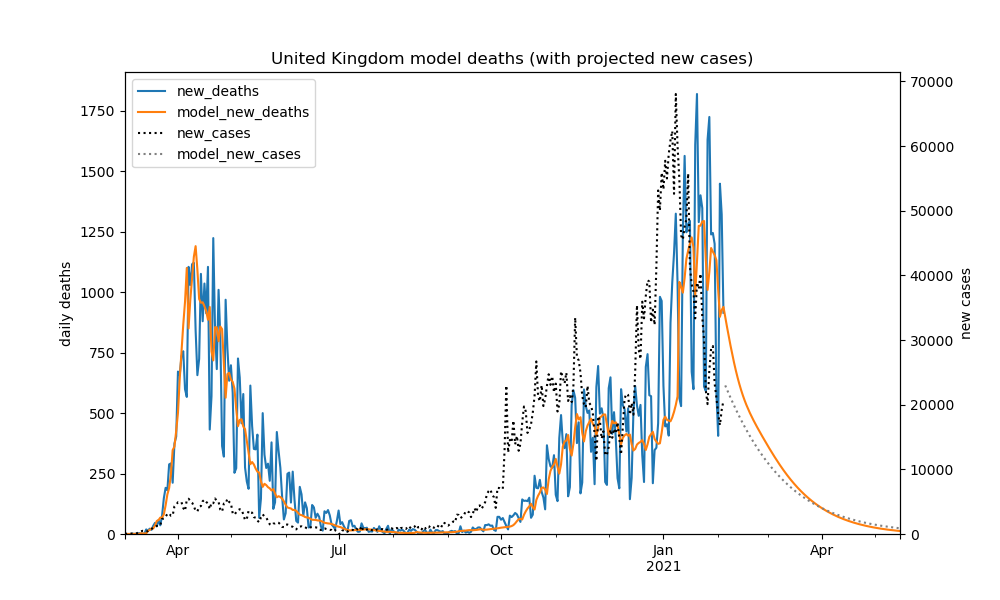 United Kingdom model deaths (with projected new cases)
new_deaths
model_new_deaths
new_cases
model_new_cases
daily deaths
1750
1500
1250
1000
750
500
250
0
70000
60000
50000
40000
30000
20000
10000
0
new cases
Apr
Jul
Oct
Jan
2021
Apr